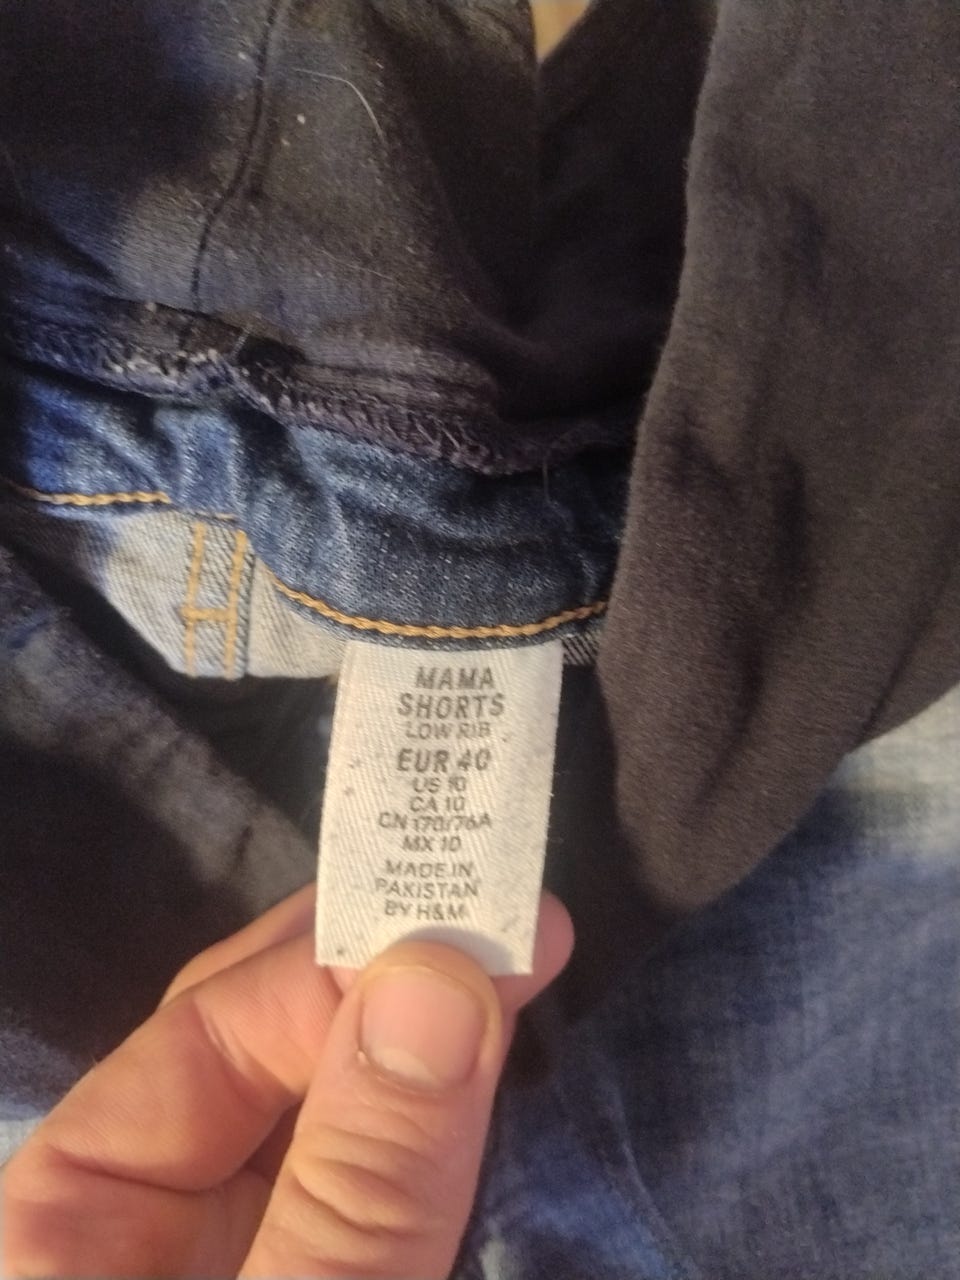 MAMA
SHORTS
LOW RIB
EUR 40
US 10
CA 10
CN 170/76A
MX 10
MADE IN
PAKISTAN
BY H&M